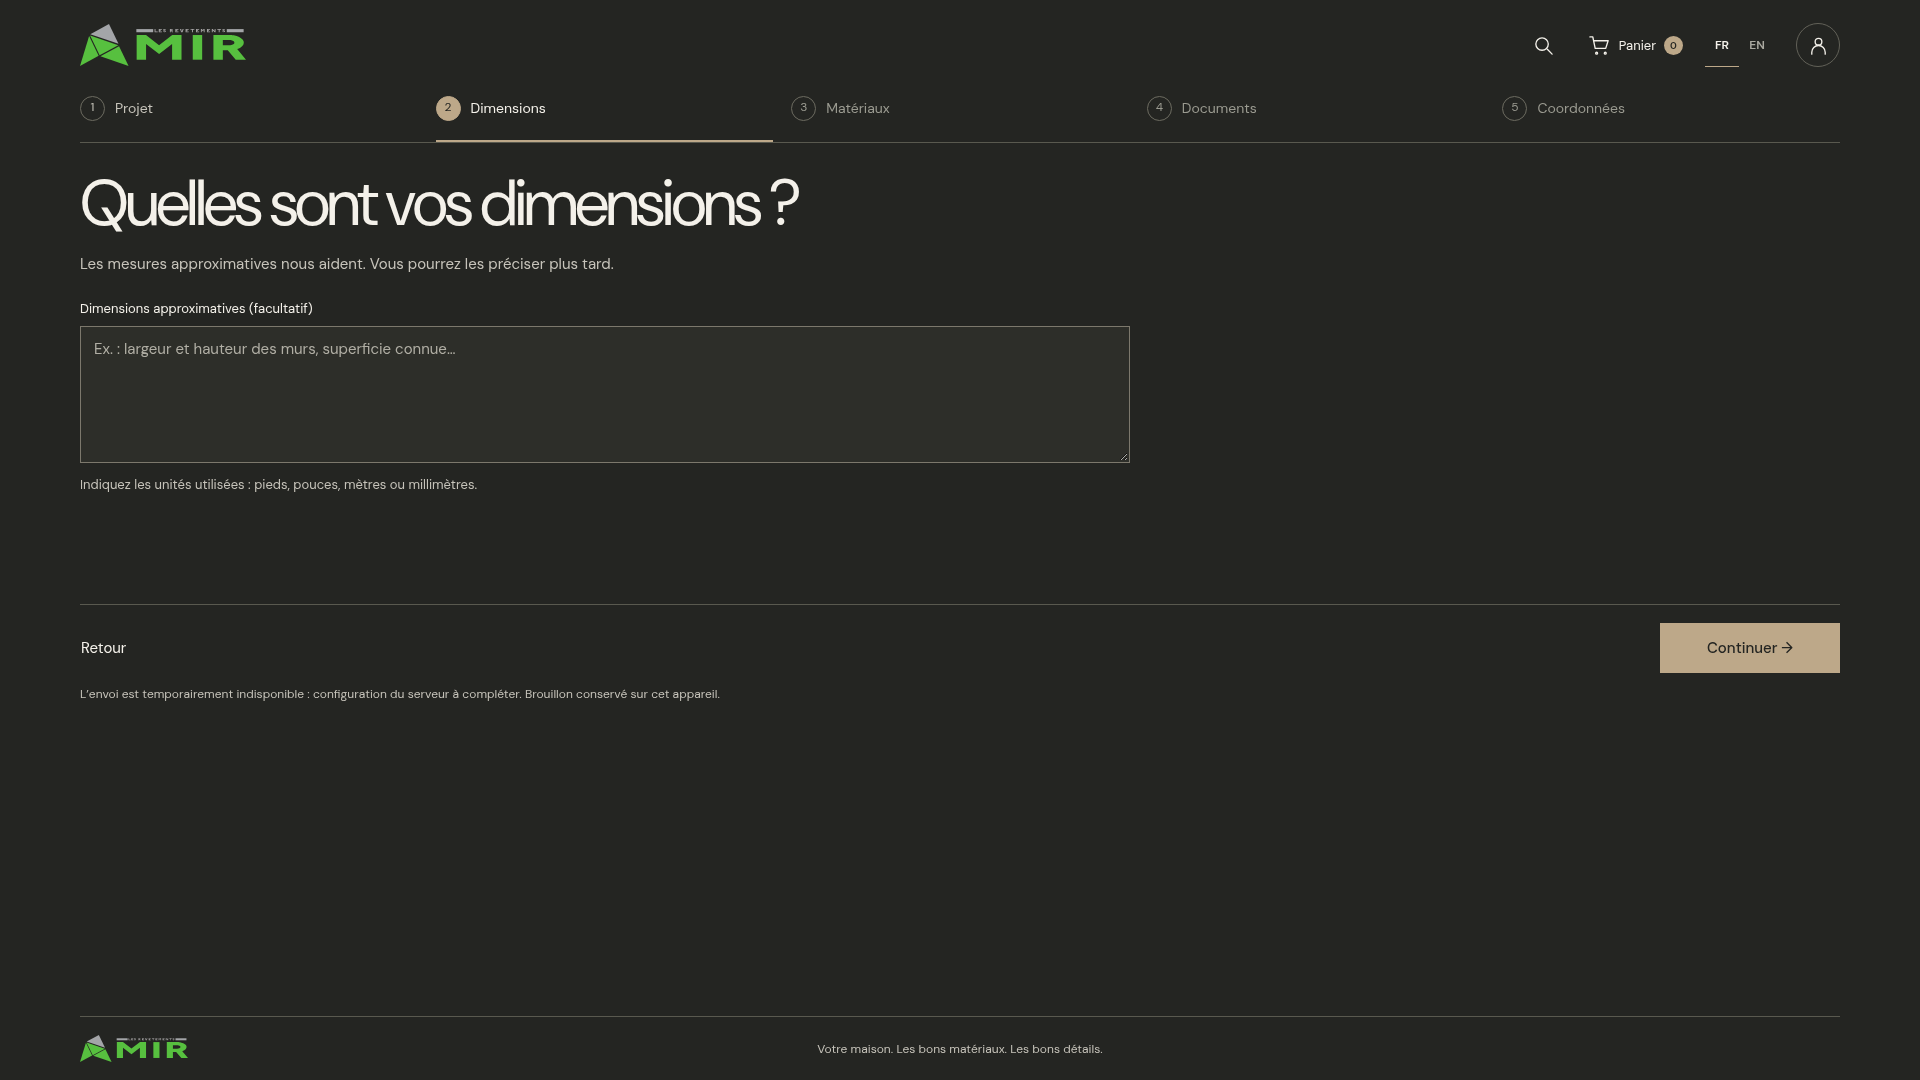 LES REVÊTEMENTS
MIR
Panier 0
FR EN
1 Projet
2 Dimensions
3 Matériaux
4 Documents
5 Coordonnées
Quelles sont vos dimensions ?
Les mesures approximatives nous aident. Vous pourrez les préciser plus tard.
Dimensions approximatives (facultatif)
Ex. : largeur et hauteur des murs, superficie connue…
Indiquez les unités utilisées : pieds, pouces, mètres ou millimètres.
Retour
Continuer →
L’envoi est temporairement indisponible : configuration du serveur à compléter. Brouillon conservé sur cet appareil.
LES REVÊTEMENTS
MIR
Votre maison. Les bons matériaux. Les bons détails.